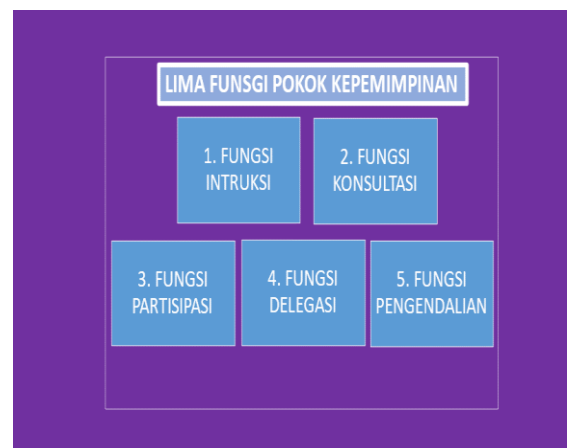 LIMA FUNSGI POKOK KEPEMIMPINAN
1. FUNGSI
INTRUKSI
2. FUNGSI
KONSULTASI
3. FUNGSI
PARTISIPASI
4. FUNGSI
DELEGASI
5. FUNGSI
PENGENDALIAN